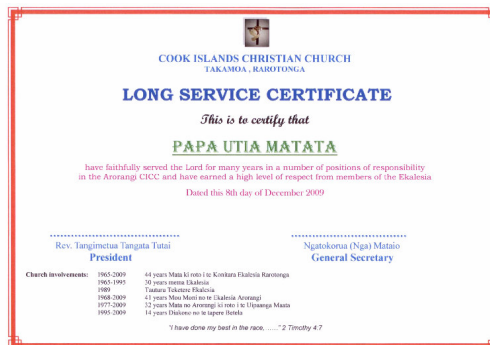 COOK ISLANDS CHRISTIAN CHURCH
TAKAMOA , RAROTONGA
LONG SERVICE CERTIFICATE
This is to certify that
PAPA UTIA MATATA
have faithfully served the Lord for many years in a number of positions of responsibility
in the Arorangi CICC and have earned a high level of respect from members of the Ekalesia
Dated this 8th day of December 2009
Rev. Tangimetua Tangata Tutai
President
Ngatokorua (Nga) Mataio
General Secretary
Church involvements: 1965-2009 44 years Mata ki roto i te Konkura Ekalesia Rarotonga
1965-1995 30 years mema Ekalesia
1989 Tautura Teketere Ekalesia
1968-2009 41 years Mou Moni no te Ekalesia Arorangi
1977-2009 32 years Mata no Arorangi ki roto i te Uipaanga Maata
1995-2009 14 years Diakono no te tapere Betela
"I have done my best in the race, ......" 2 Timothy 4:7